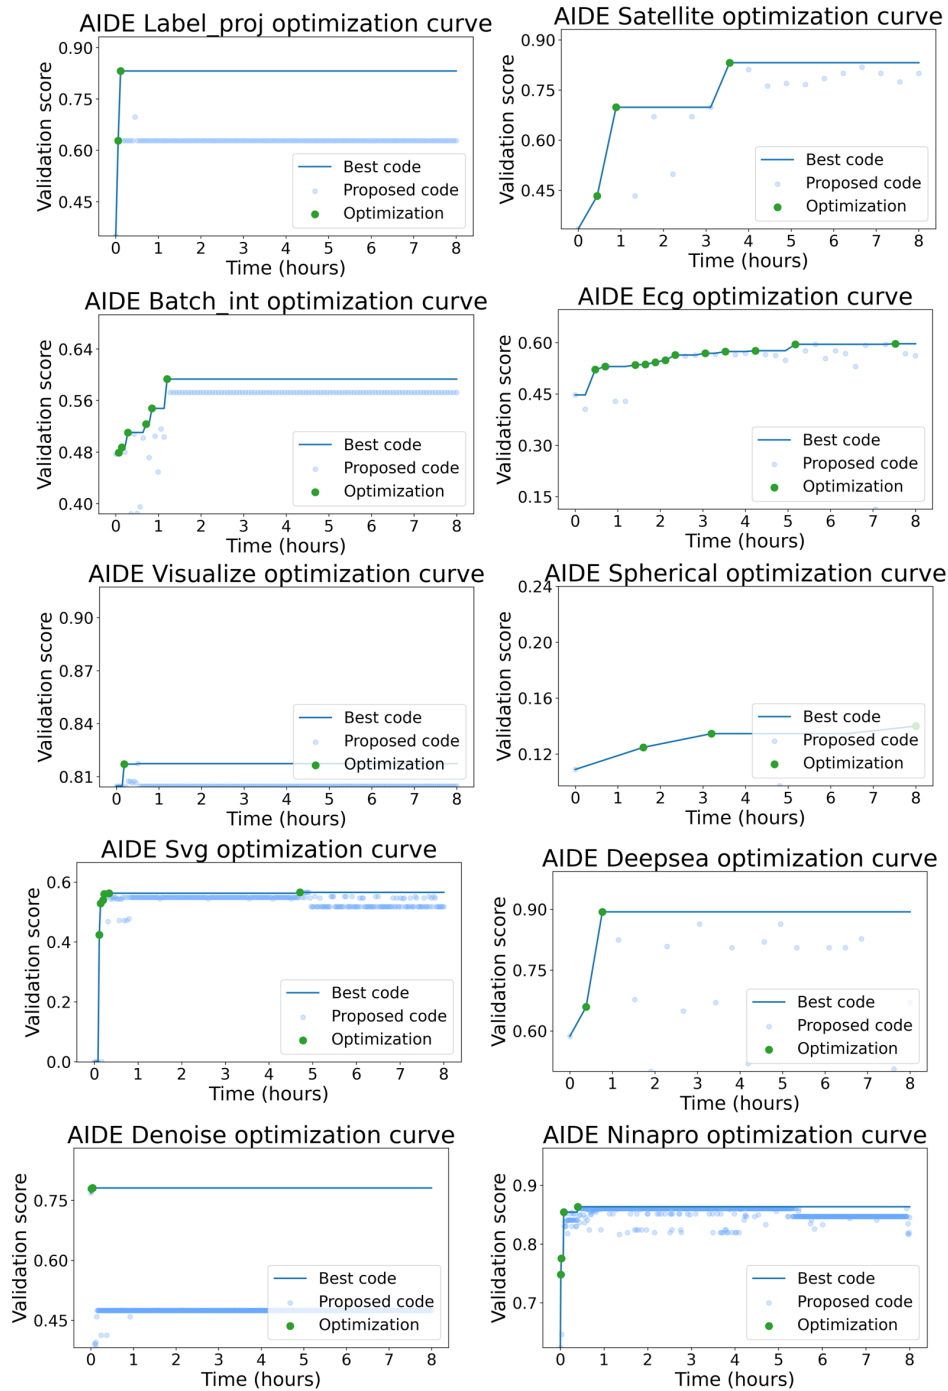 AIDE Label_proj optimization curve
0.90
0.75
0.60
0.45
Validation score
Best code
Proposed code
Optimization
0 1 2 3 4 5 6 7 8
Time (hours)
AIDE Satellite optimization curve
0.90
0.75
0.60
0.45
Validation score
Best code
Proposed code
Optimization
0 1 2 3 4 5 6 7 8
Time (hours)
AIDE Batch_int optimization curve
0.64
0.56
0.48
0.40
Validation score
Best code
Proposed code
Optimization
0 1 2 3 4 5 6 7 8
Time (hours)
AIDE Ecg optimization curve
0.60
0.45
0.30
0.15
Validation score
Best code
Proposed code
Optimization
0 1 2 3 4 5 6 7 8
Time (hours)
AIDE Visualize optimization curve
0.90
0.87
0.84
0.81
Validation score
Best code
Proposed code
Optimization
0 1 2 3 4 5 6 7 8
Time (hours)
AIDE Spherical optimization curve
0.24
0.20
0.16
0.12
Validation score
Best code
Proposed code
Optimization
0 1 2 3 4 5 6 7 8
Time (hours)
AIDE Svg optimization curve
0.6
0.4
0.2
0.0
Validation score
Best code
Proposed code
Optimization
0 1 2 3 4 5 6 7 8
Time (hours)
AIDE Deepsea optimization curve
0.90
0.75
0.60
Validation score
Best code
Proposed code
Optimization
0 1 2 3 4 5 6 7 8
Time (hours)
AIDE Denoise optimization curve
0.75
0.60
0.45
Validation score
Best code
Proposed code
Optimization
0 1 2 3 4 5 6 7 8
Time (hours)
AIDE Ninapro optimization curve
0.9
0.8
0.7
Validation score
Best code
Proposed code
Optimization
0 1 2 3 4 5 6 7 8
Time (hours)